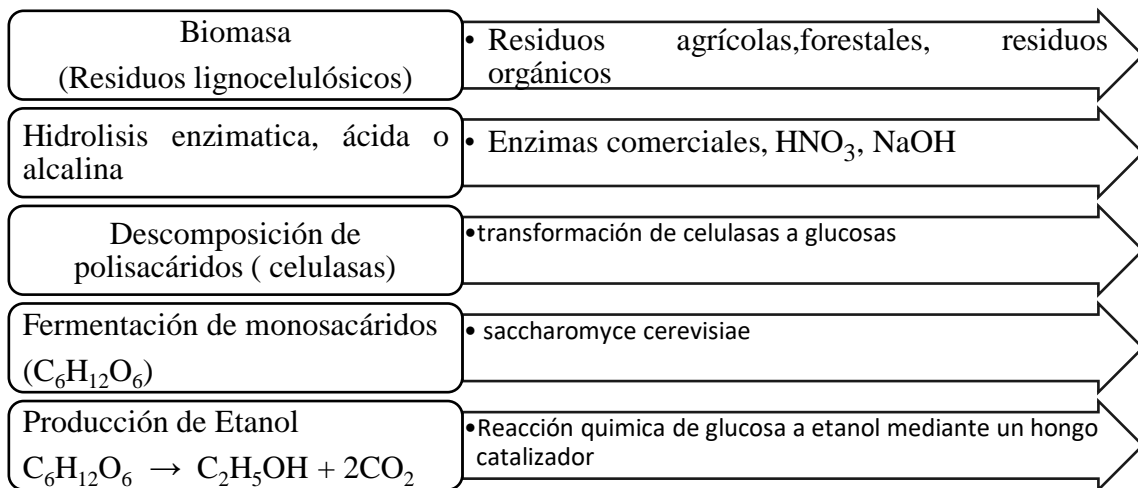 Biomasa
(Residuos lignocelulósicos)
• Residuos agrícolas,forestales, residuos
orgánicos
Hidrolisis enzimatica, ácida o
alcalina
• Enzimas comerciales, HNO₃, NaOH
Descomposición de
polisacáridos ( celulasas)
•transformación de celulasas a glucosas
Fermentación de monosacáridos
(C₆H₁₂O₆)
• saccharomyce cerevisiae
Producción de Etanol
C₆H₁₂O₆ → C₂H₅OH + 2CO₂
•Reacción quimica de glucosa a etanol mediante un hongo
catalizador